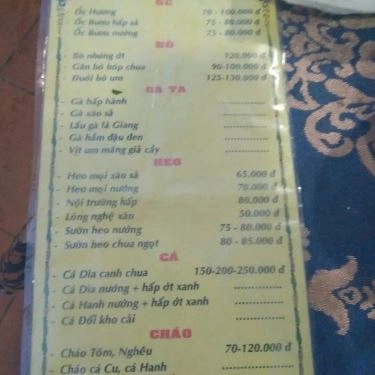 ỐC
- Ốc Hương 70 - 100.000 đ
- Ốc Bươu hấp sả 75 - 80.000 đ
- Ốc Bươu nướng 75 - 80.000 đ
BÒ
- Bò nhúng ớt 120.000 đ
- Gân bò bóp chua 90-100.000 đ
- Đuôi bò um 125-130.000 đ
GÀ TA
- Gà hấp hành ..............
- Gà xào sả ..............
- Lẩu gà lá Giang ..............
- Gà hầm đậu đen ..............
- Vịt um măng giả cầy ..............
HEO
- Heo mọi xào sả 65.000 đ
- Heo mọi nướng 70.000 đ
- Nội trường hấp 80.000 đ
- Lòng nghệ xào 50.000 đ
- Sườn heo nướng 75 - 80.000 đ
- Sườn heo chua ngọt 80 - 85.000 đ
CÁ
- Cá Dìa canh chua 150-200-250.000 đ
- Cá Dìa nướng + hấp ớt xanh ..............
- Cá Hanh nướng + hấp ớt xanh ..............
- Cá Đối kho cải ..............
CHÁO
- Cháo Tôm, Nghêu 70-120.000 đ
- Cháo cá Cu, cá Hanh